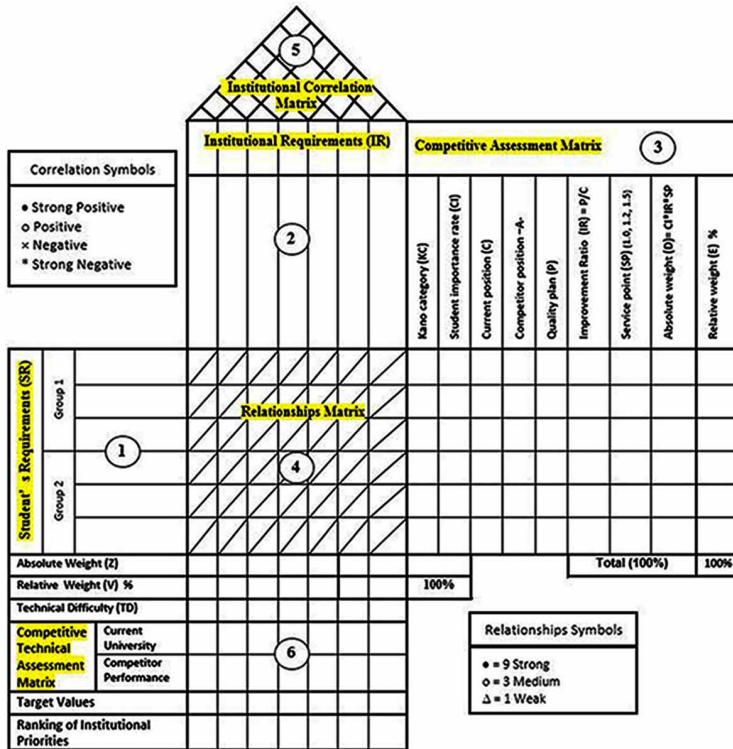 5
Institutional Correlation
Matrix
Institutional Requirements (IR)
Competitive Assessment Matrix
3
Correlation Symbols
• Strong Positive
○ Positive
× Negative
* Strong Negative
2
Kano category (KC)
Student importance rate (CI)
Current position (C)
Competitor position –A-
Quality plan (P)
Improvement Ratio (IR) = P/C
Service point (SP) (1.0, 1.2, 1.5)
Absolute weight (D)= CI*IR*SP
Relative weight (E) %
Student’ s Requirements (SR)
Group 1
Group 2
1
Relationships Matrix
4
Absolute Weight (Z)
Total (100%)
100%
Relative Weight (V) %
100%
Technical Difficulty (TD)
Competitive
Technical
Assessment
Matrix
Current
University
Competitor
Performance
6
Target Values
Ranking of Institutional
Priorities
Relationships Symbols
• = 9 Strong
○ = 3 Medium
△ = 1 Weak